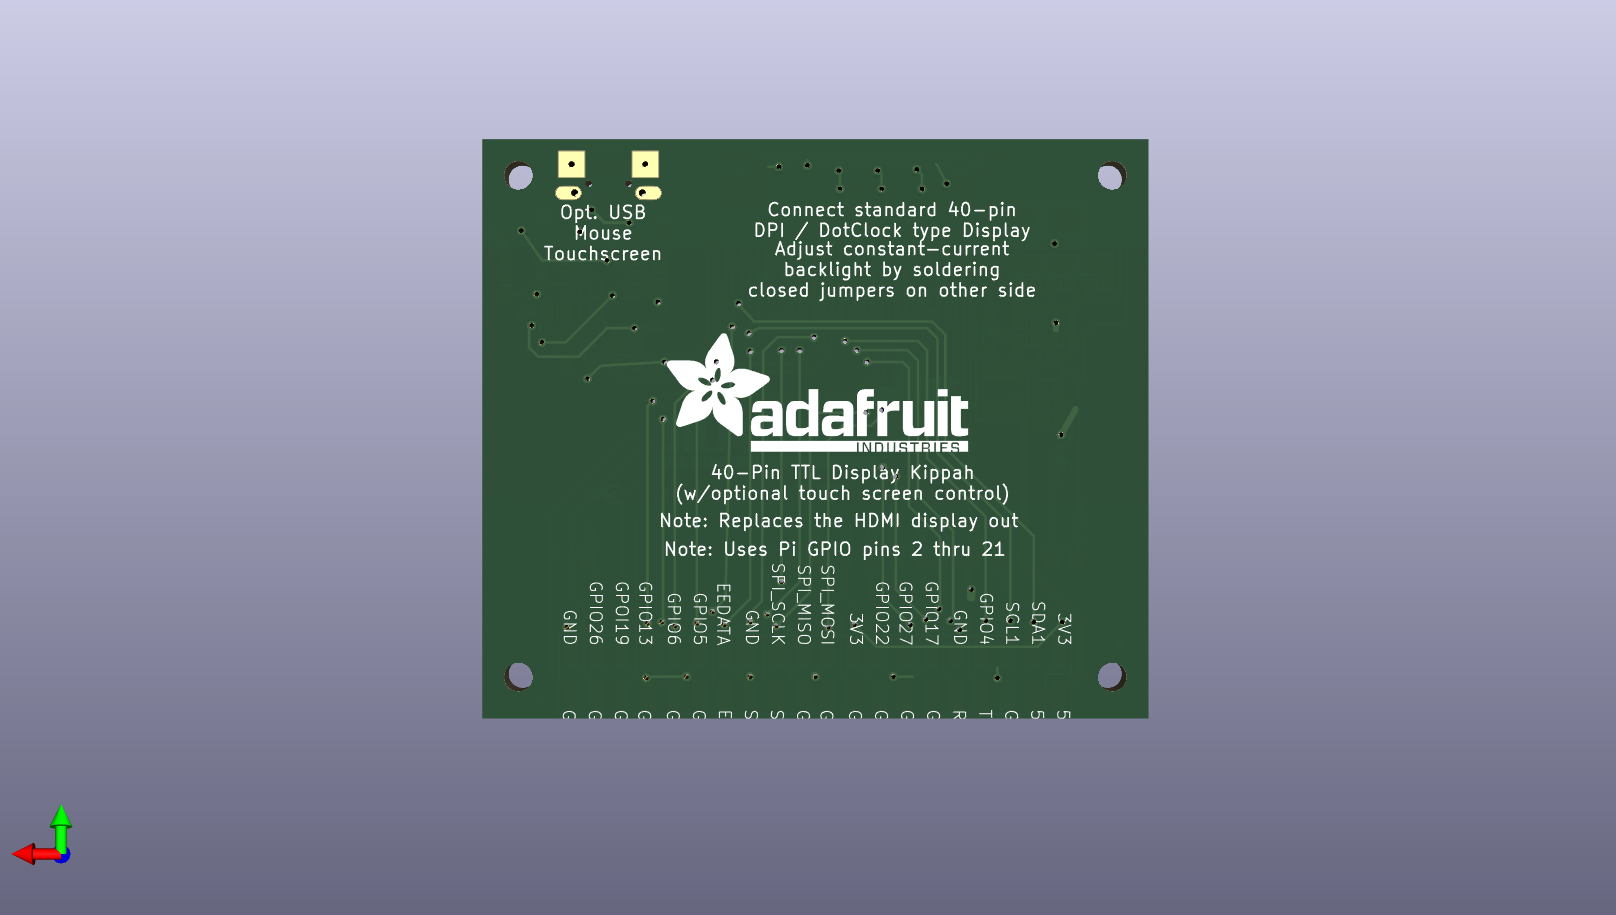 Opt. USB
Mouse
Touchscreen
Connect standard 40-pin
DPI / DotClock type Display
Adjust constant-current
backlight by soldering
closed jumpers on other side
adafruit
INDUSTRIES
40-Pin TTL Display Kippah
(w/optional touch screen control)
Note: Replaces the HDMI display out
Note: Uses Pi GPIO pins 2 thru 21
GND
GPIO26
GPOI19
GPIO13
GPIO6
GPIO5
EEDATA
GND
SPI_SCLK
SPI_MISO
SPI_MOSI
3V3
GPIO22
GPIO27
GPIO17
GND
GPIO4
SCL1
SDA1
3V3